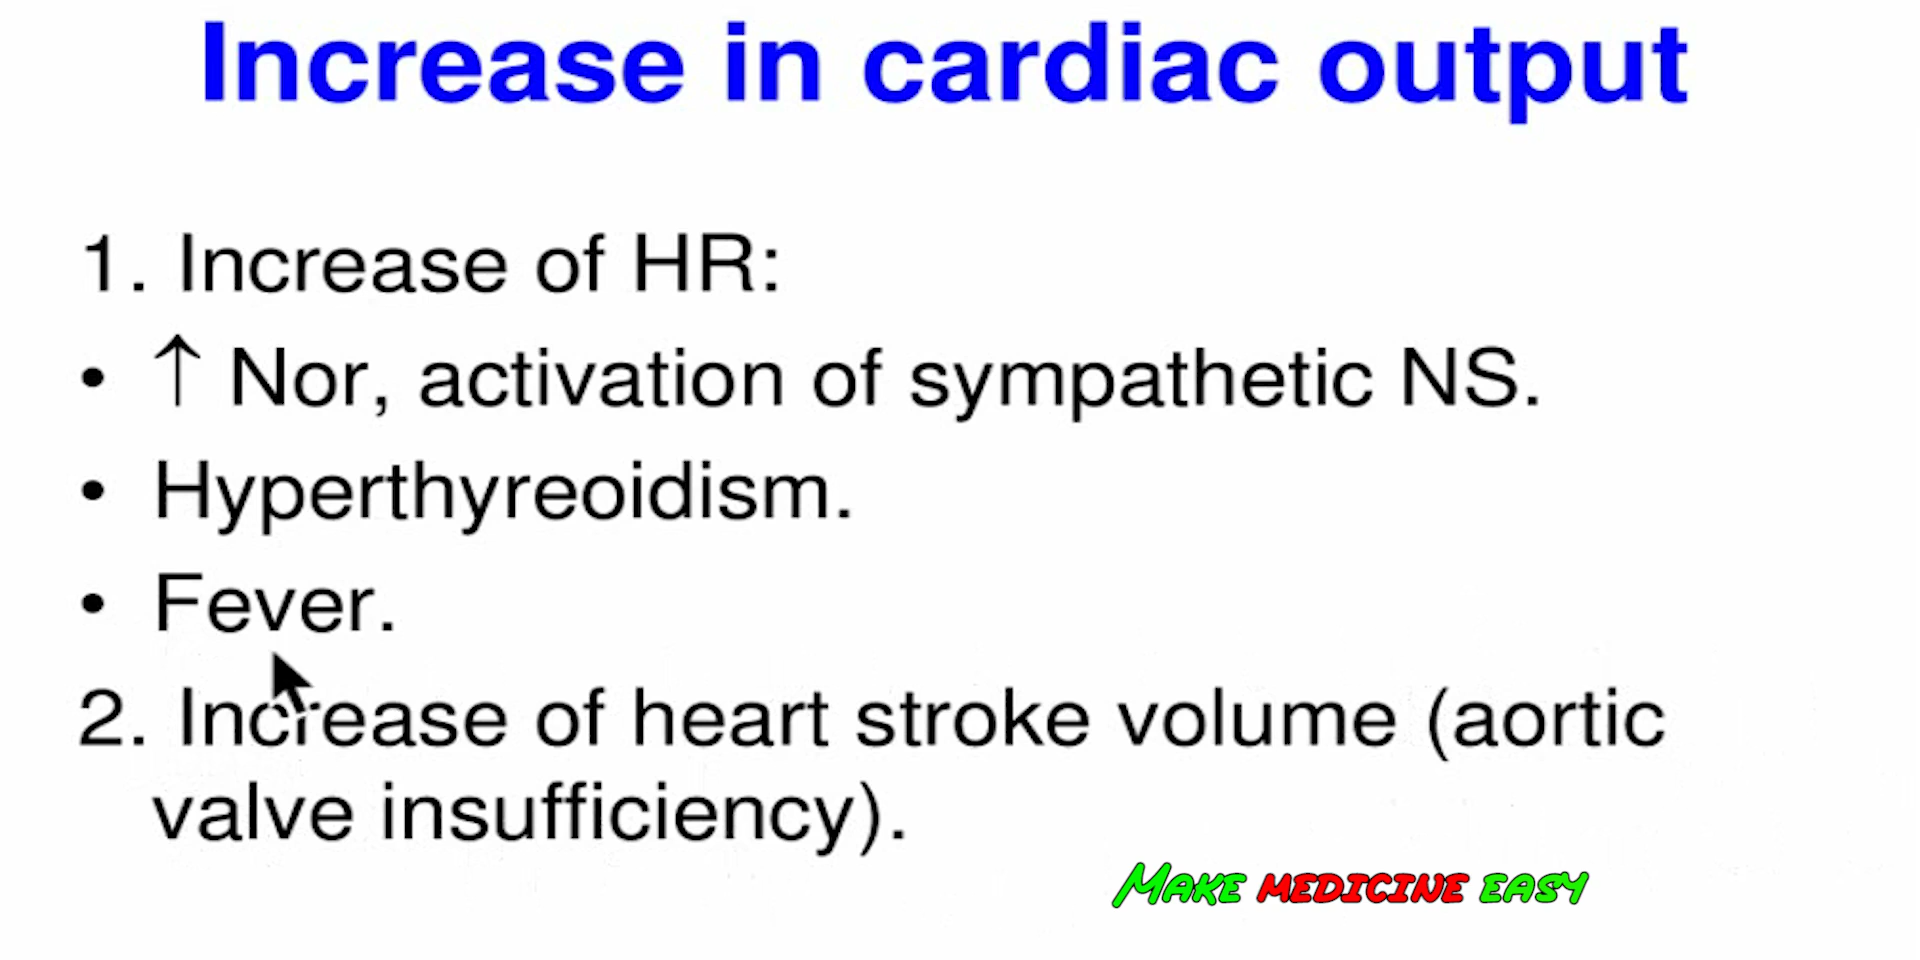 Increase in cardiac output
1. Increase of HR:
• ↑ Nor, activation of sympathetic NS.
• Hyperthyreoidism.
• Fever.
2. Increase of heart stroke volume (aortic
valve insufficiency).
MAKE MEDICINE EASY